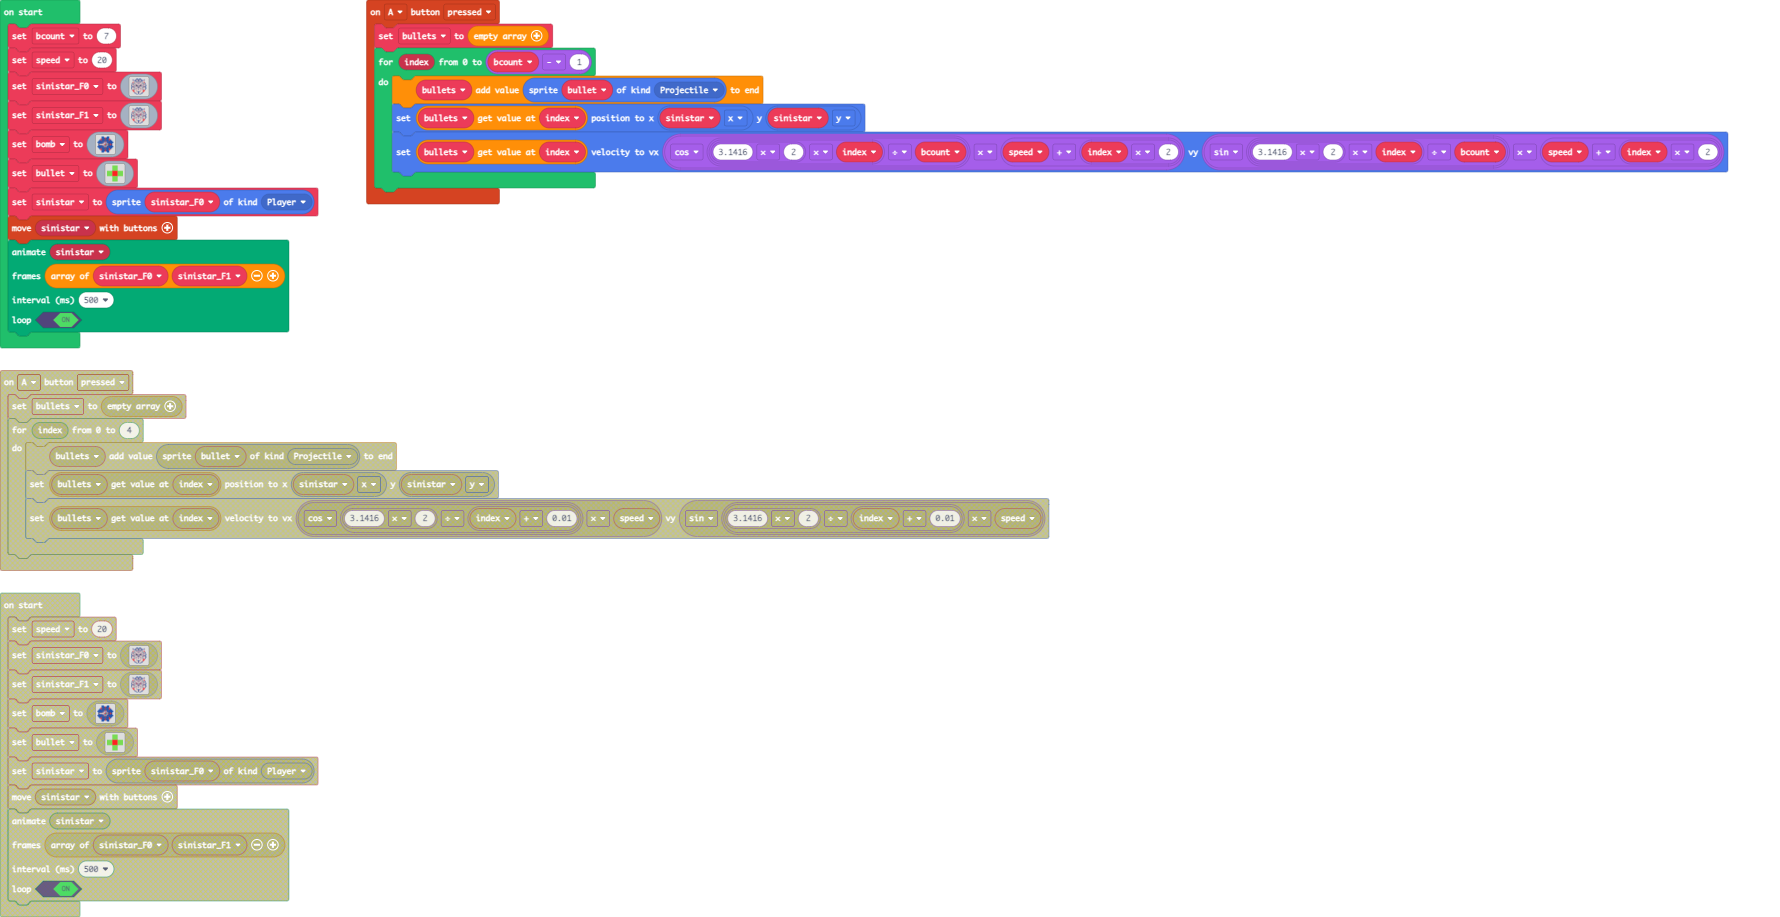 on start
set bcount to 7
set speed to 20
set sinistar_F0 to
set sinistar_F1 to
set bomb to
set bullet to
set sinistar to sprite sinistar_F0 of kind Player
move sinistar with buttons
animate sinistar
frames array of sinistar_F0 sinistar_F1
interval (ms) 500
loop ON
on A button pressed
set bullets to empty array
for index from 0 to bcount - 1
do
bullets add value sprite bullet of kind Projectile to end
set bullets get value at index position to x sinistar x y sinistar y
set bullets get value at index velocity to vx cos 3.1416 × 2 × index ÷ bcount × speed + index × 2 vy sin 3.1416 × 2 × index ÷ bcount × speed + index × 2
on A button pressed
set bullets to empty array
for index from 0 to 4
do
bullets add value sprite bullet of kind Projectile to end
set bullets get value at index position to x sinistar x y sinistar y
set bullets get value at index velocity to vx cos 3.1416 × 2 ÷ index + 0.01 × speed vy sin 3.1416 × 2 ÷ index + 0.01 × speed
on start
set speed to 20
set sinistar_F0 to
set sinistar_F1 to
set bomb to
set bullet to
set sinistar to sprite sinistar_F0 of kind Player
move sinistar with buttons
animate sinistar
frames array of sinistar_F0 sinistar_F1
interval (ms) 500
loop ON